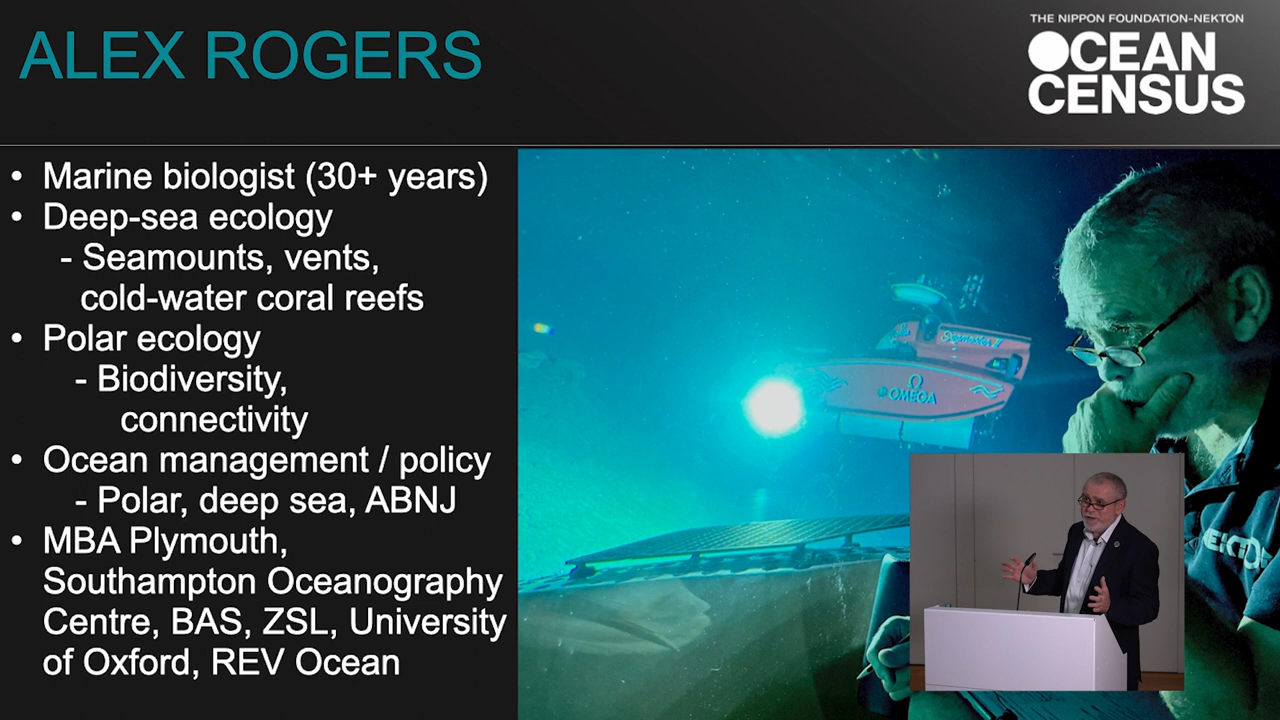 ALEX ROGERS
THE NIPPON FOUNDATION-NEKTON
OCEAN
CENSUS
• Marine biologist (30+ years)
• Deep-sea ecology
- Seamounts, vents,
cold-water coral reefs
• Polar ecology
- Biodiversity,
connectivity
• Ocean management / policy
- Polar, deep sea, ABNJ
• MBA Plymouth,
Southampton Oceanography
Centre, BAS, ZSL, University
of Oxford, REV Ocean
Ω
OMEGA